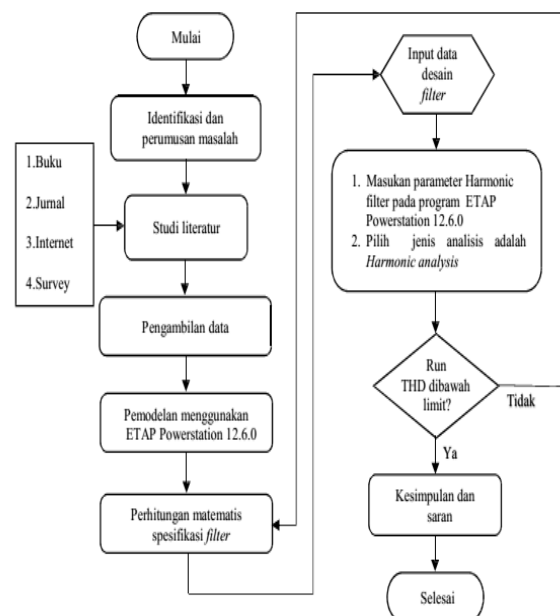 Mulai
Identifikasi dan
perumusan masalah
1.Buku
2.Jurnal
3.Internet
4.Survey
Studi literatur
Pengambilan data
Pemodelan menggunakan
ETAP Powerstation 12.6.0
Perhitungan matematis
spesifikasi filter
Input data
desain
filter
1. Masukan parameter Harmonic
filter pada program ETAP
Powerstation 12.6.0
2. Pilih jenis analisis adalah
Harmonic analysis
Run
THD dibawah
limit?
Tidak
Ya
Kesimpulan dan
saran
Selesai